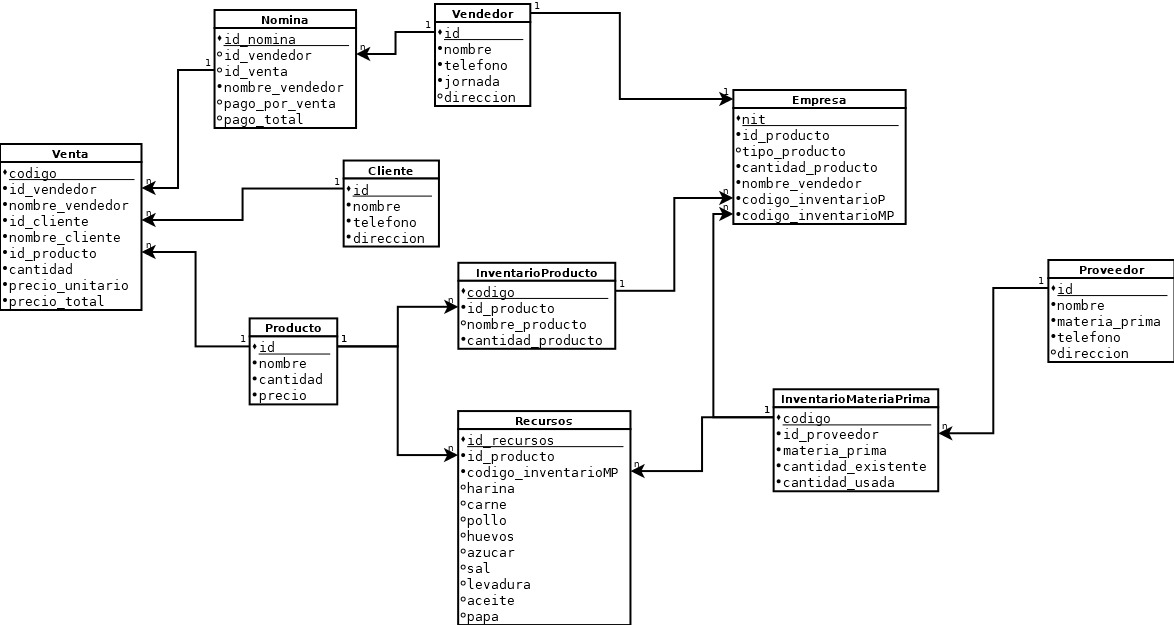 Nomina
id_nomina
id_vendedor
id_venta
nombre_vendedor
pago_por_venta
pago_total
1
n
Vendedor
id
nombre
telefono
jornada
direccion
1
1
1
Empresa
nit
id_producto
tipo_producto
cantidad_producto
nombre_vendedor
codigo_inventarioP
codigo_inventarioMP
n
n
Venta
codigo
id_vendedor
nombre_vendedor
id_cliente
nombre_cliente
id_producto
cantidad
precio_unitario
precio_total
n
n
n
Cliente
id
nombre
telefono
direccion
1
InventarioProducto
codigo
id_producto
nombre_producto
cantidad_producto
1
n
Producto
id
nombre
cantidad
precio
1
1
Proveedor
id
nombre
materia_prima
telefono
direccion
1
InventarioMateriaPrima
codigo
id_proveedor
materia_prima
cantidad_existente
cantidad_usada
1
n
Recursos
id_recursos
id_producto
codigo_inventarioMP
harina
carne
pollo
huevos
azucar
sal
levadura
aceite
papa
n
n